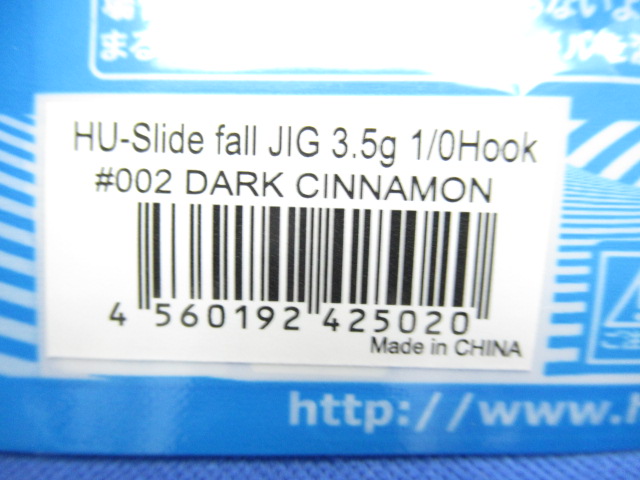 HU-Slide fall JIG 3.5g 1/0Hook
#002 DARK CINNAMON
4 560192 425020
Made in CHINA
http://www.